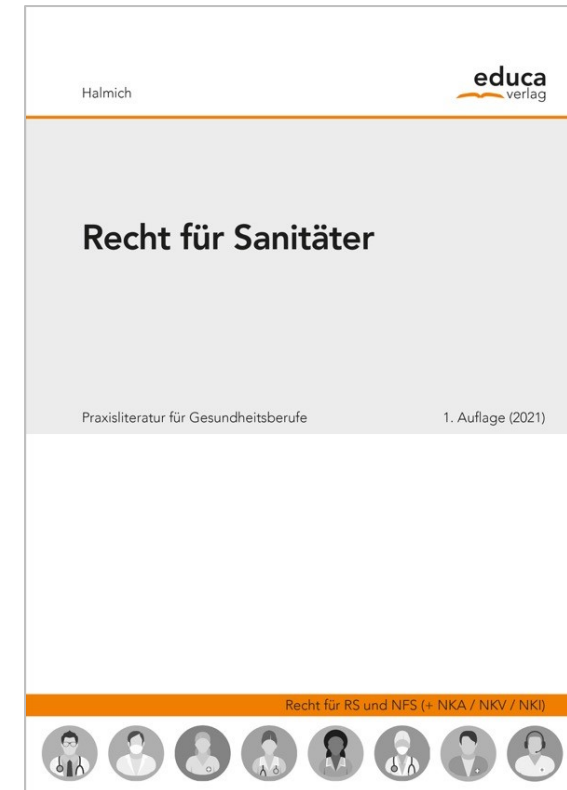 Halmich
educa
verlag
Recht für Sanitäter
Praxisliteratur für Gesundheitsberufe
1. Auflage (2021)
Recht für RS und NFS (+ NKA / NKV / NKI)